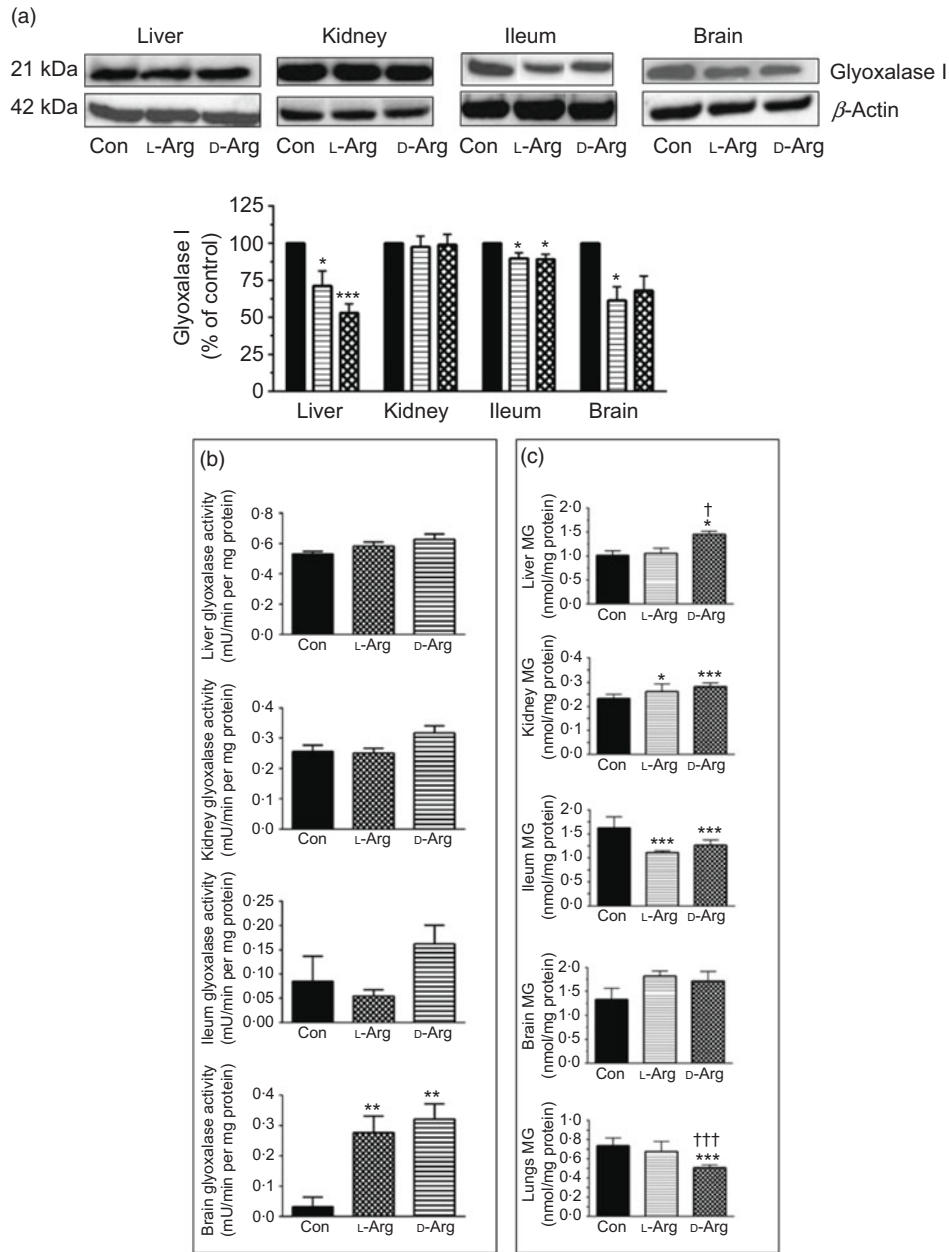 (a)
Liver Kidney Ileum Brain
21 kDa Glyoxalase I
42 kDa β-Actin
Con L-Arg D-Arg Con L-Arg D-Arg Con L-Arg D-Arg Con L-Arg D-Arg
Glyoxalase I
(% of control)
125
100
75
50
25
0
* *** * * *
Liver Kidney Ileum Brain
(b)
Liver glyoxalase activity
(mU/min per mg protein)
0·8
0·6
0·4
0·2
0·0
Con L-Arg D-Arg
Kidney glyoxalase activity
(mU/min per mg protein)
0·4
0·3
0·2
0·1
0·0
Con L-Arg D-Arg
Ileum glyoxalase activity
(mU/min per mg protein)
0·25
0·20
0·15
0·10
0·05
0·00
Con L-Arg D-Arg
Brain glyoxalase activity
(mU/min per mg protein)
0·4
0·3
0·2
0·1
0·0
** **
Con L-Arg D-Arg
(c)
Liver MG
(nmol/mg protein)
2·0
1·5
1·0
0·5
0·0
†
*
Con L-Arg D-Arg
Kidney MG
(nmol/mg protein)
0·4
0·3
0·2
0·1
0·0
* ***
Con L-Arg D-Arg
Ileum MG
(nmol/mg protein)
2·0
1·5
1·0
0·5
0·0
*** ***
Con L-Arg D-Arg
Brain MG
(nmol/mg protein)
2·0
1·5
1·0
0·5
0·0
Con L-Arg D-Arg
Lungs MG
(nmol/mg protein)
1·0
0·8
0·6
0·4
0·2
0·0
†††
***
Con L-Arg D-Arg